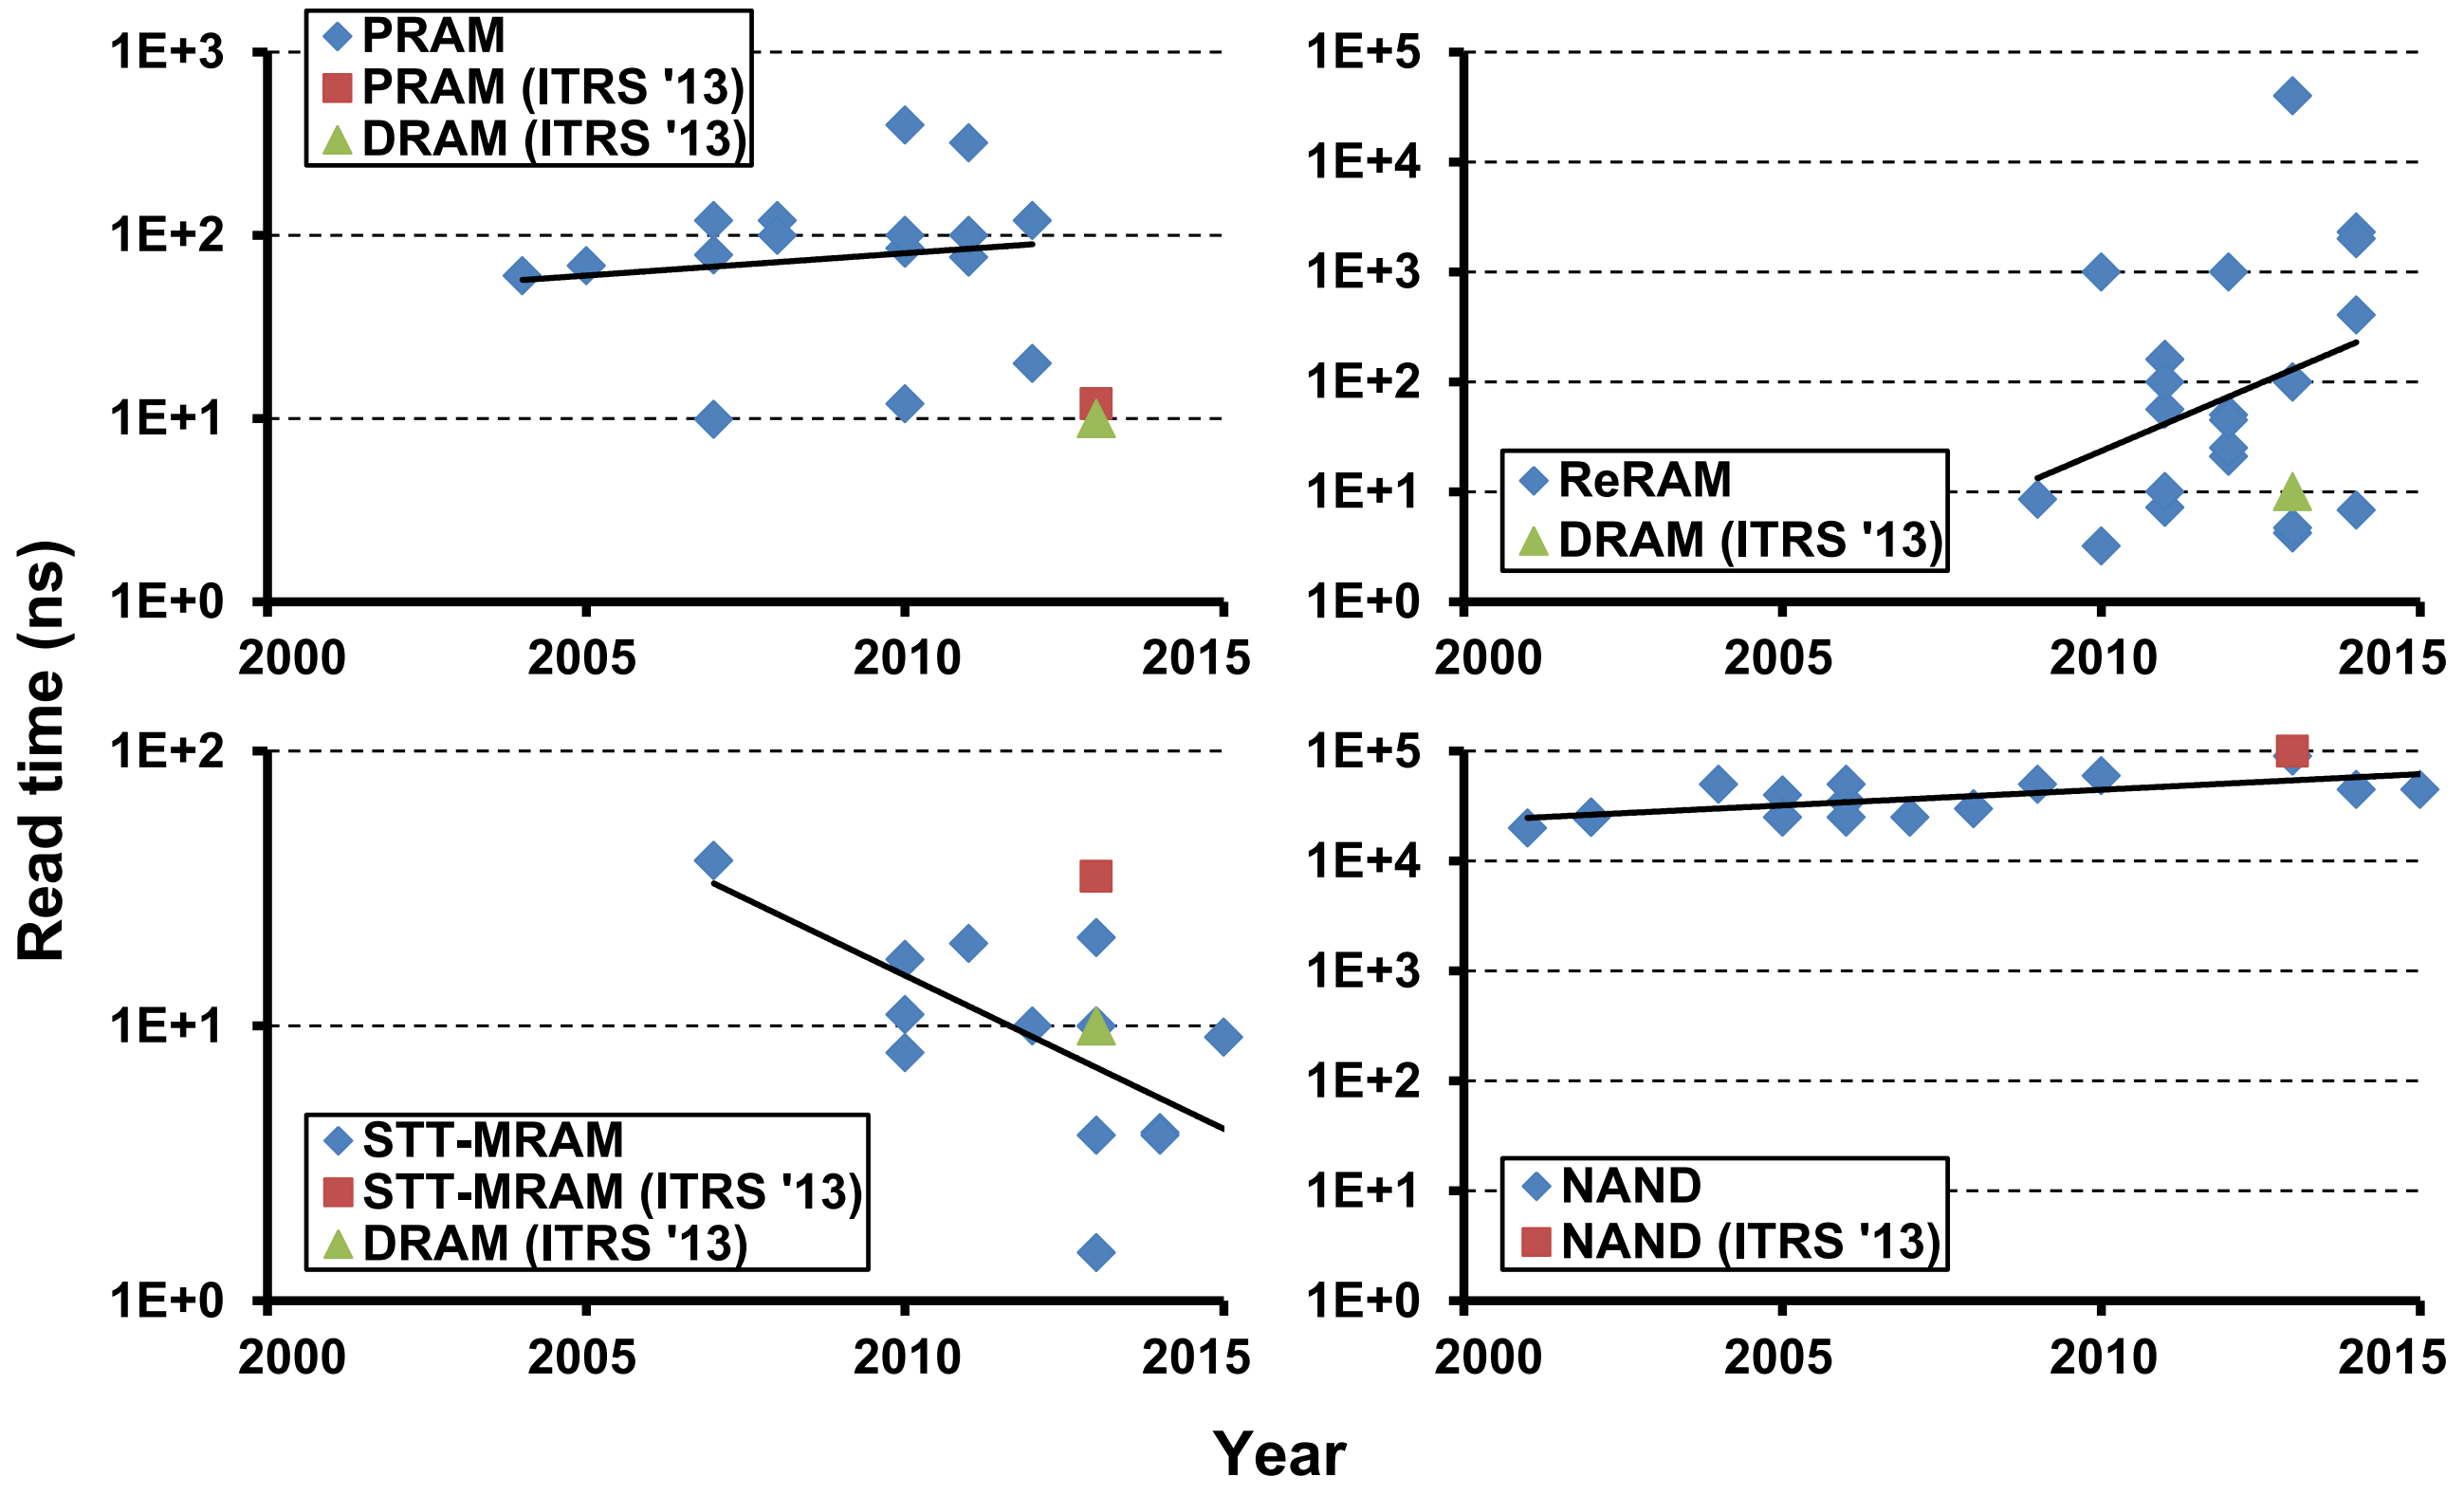 Read time (ns)
PRAM
PRAM (ITRS '13)
DRAM (ITRS '13)
1E+3
1E+2
1E+1
1E+0
2000 2005 2010 2015
ReRAM
DRAM (ITRS '13)
1E+5
1E+4
1E+3
1E+2
1E+1
1E+0
2000 2005 2010 2015
STT-MRAM
STT-MRAM (ITRS '13)
DRAM (ITRS '13)
1E+2
1E+1
1E+0
2000 2005 2010 2015
NAND
NAND (ITRS '13)
1E+5
1E+4
1E+3
1E+2
1E+1
1E+0
2000 2005 2010 2015
Year